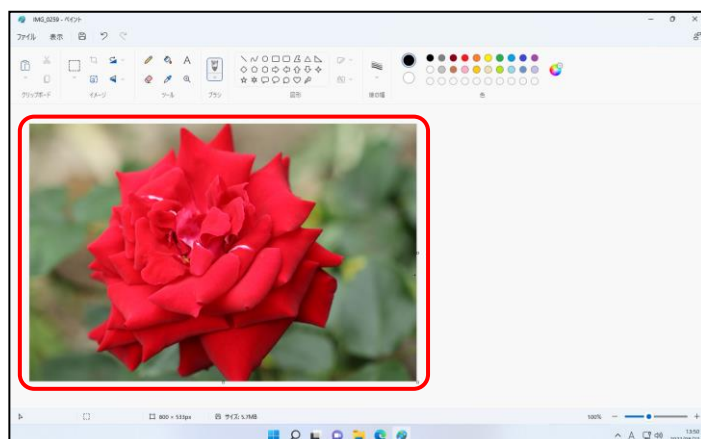 IMG_0259 - ペイント
ファイル 表示
A
クリップボード イメージ ツール ブラシ 図形 線の幅 色
800 × 533px サイズ: 5.7MB 100%
A 13:50